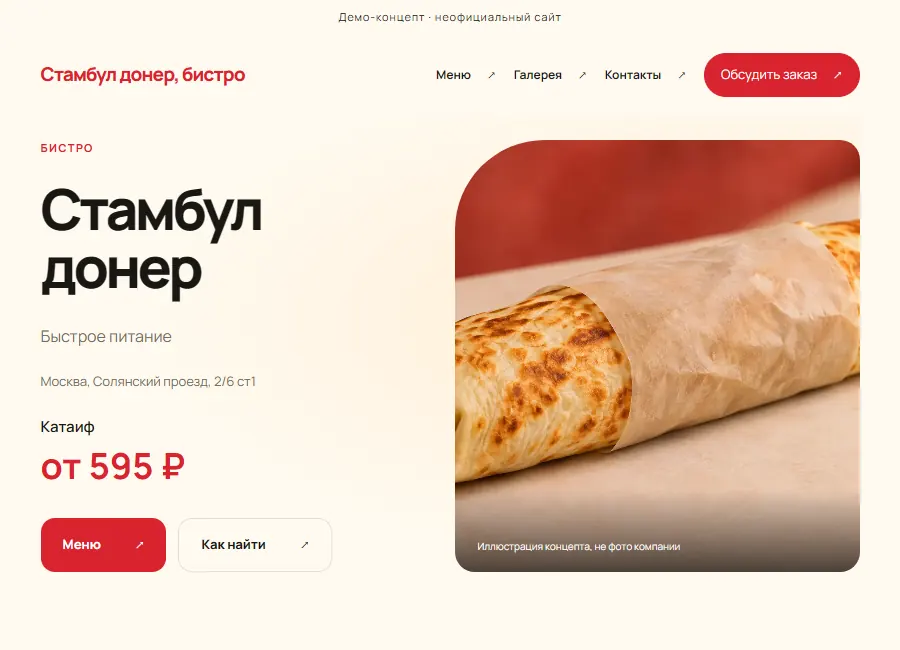 Демо-концепт · неофициальный сайт
Стамбул донер, бистро
Меню ↗ Галерея ↗ Контакты ↗ Обсудить заказ ↗
БИСТРО
Стамбул
донер
Быстрое питание
Москва, Солянский проезд, 2/6 ст1
Катаиф
от 595 ₽
Меню ↗ Как найти ↗
Иллюстрация концепта, не фото компании